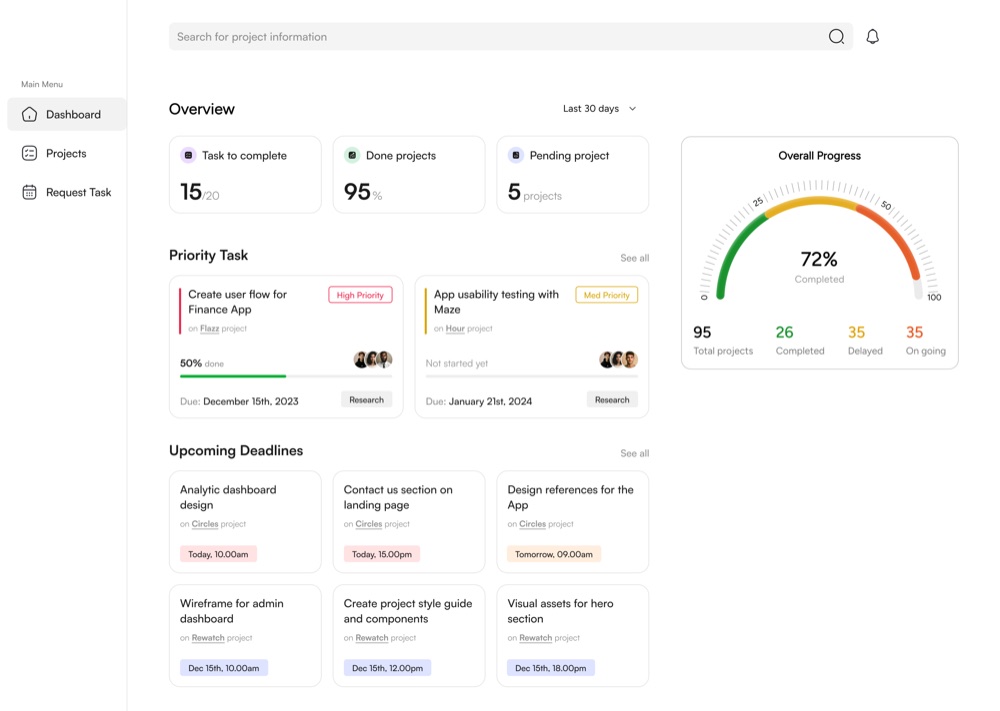 Search for project information
Main Menu
Dashboard
Projects
Request Task
Overview
Last 30 days
Task to complete
15/20
Done projects
95 %
Pending project
5 projects
Priority Task
See all
Create user flow for
Finance App
High Priority
on Flazz project
50% done
Due: December 15th, 2023
Research
App usability testing with
Maze
Med Priority
on Hour project
Not started yet
Due: January 21st, 2024
Research
Upcoming Deadlines
See all
Analytic dashboard
design
on Circles project
Today, 10.00am
Contact us section on
landing page
on Circles project
Today, 15.00pm
Design references for the
App
on Circles project
Tomorrow, 09.00am
Wireframe for admin
dashboard
on Rewatch project
Dec 15th, 10.00am
Create project style guide
and components
on Rewatch project
Dec 15th, 12.00pm
Visual assets for hero
section
on Rewatch project
Dec 15th, 18.00pm
Overall Progress
0
25
50
100
72%
Completed
95
Total projects
26
Completed
35
Delayed
35
On going